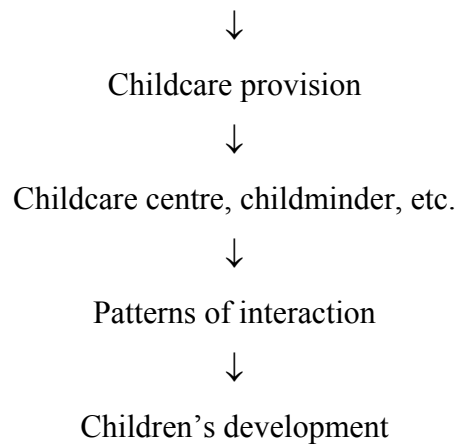 ↓
Childcare provision
↓
Childcare centre, childminder, etc.
↓
Patterns of interaction
↓
Children’s development